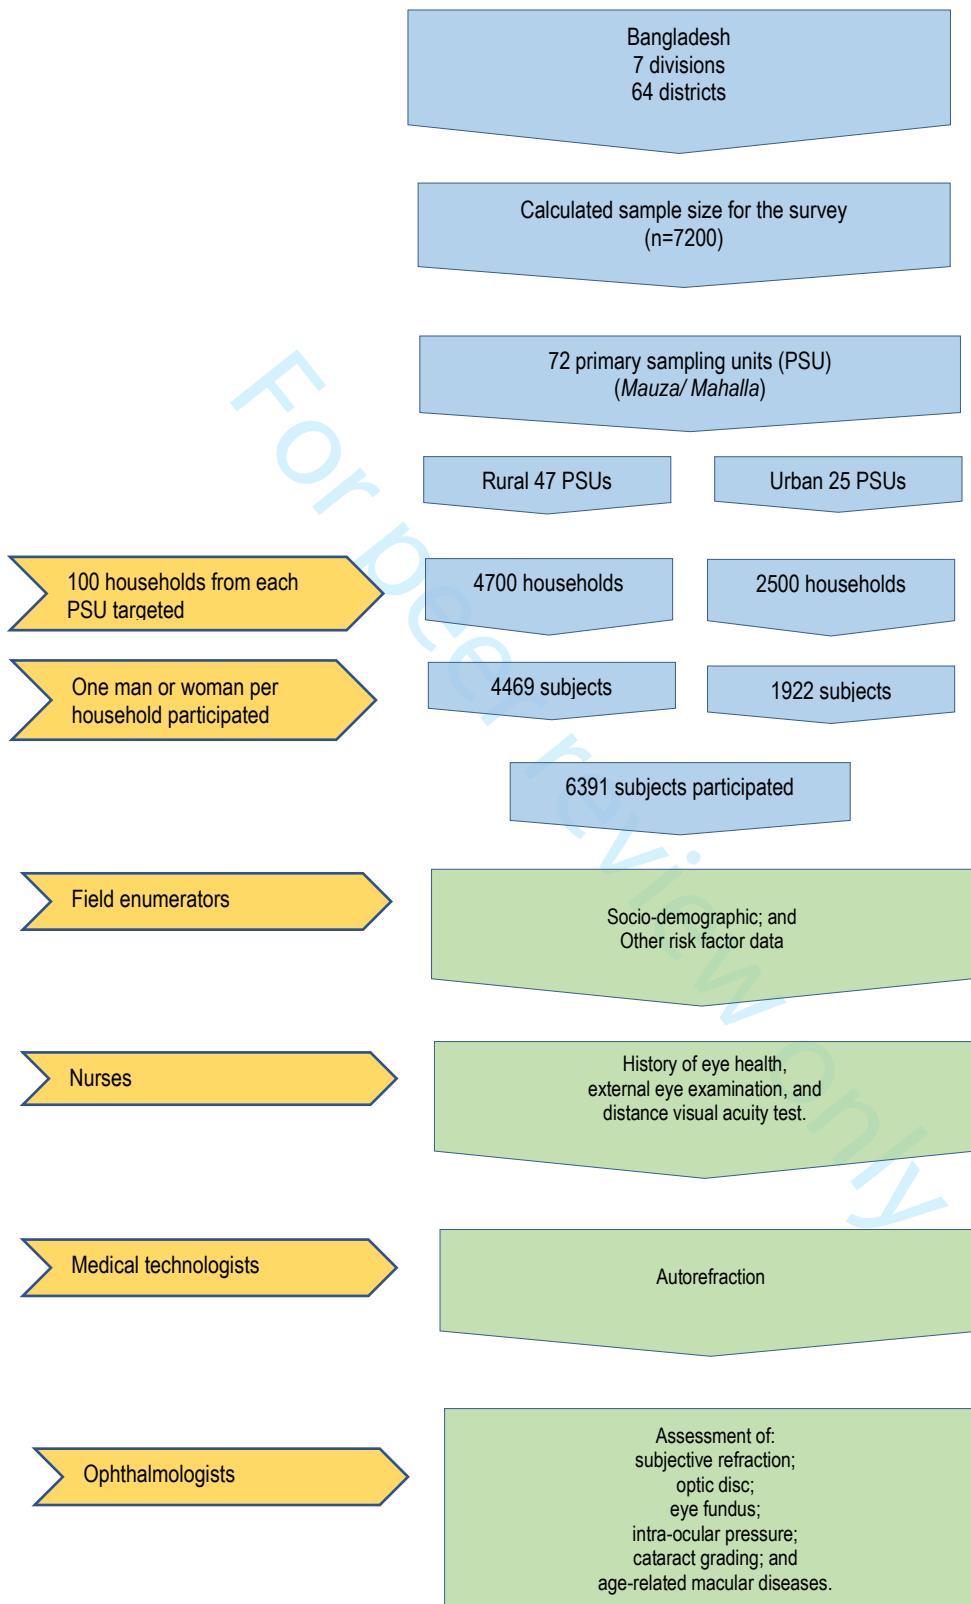 Bangladesh
7 divisions
64 districts
Calculated sample size for the survey
(n=7200)
72 primary sampling units (PSU)
(Mauza/ Mahalla)
Rural 47 PSUs
Urban 25 PSUs
100 households from each
PSU targeted
4700 households
2500 households
One man or woman per
household participated
4469 subjects
1922 subjects
6391 subjects participated
Field enumerators
Socio-demographic; and
Other risk factor data
Nurses
History of eye health,
external eye examination, and
distance visual acuity test.
Medical technologists
Autorefraction
Ophthalmologists
Assessment of:
subjective refraction;
optic disc;
eye fundus;
intra-ocular pressure;
cataract grading; and
age-related macular diseases.
For peer review only